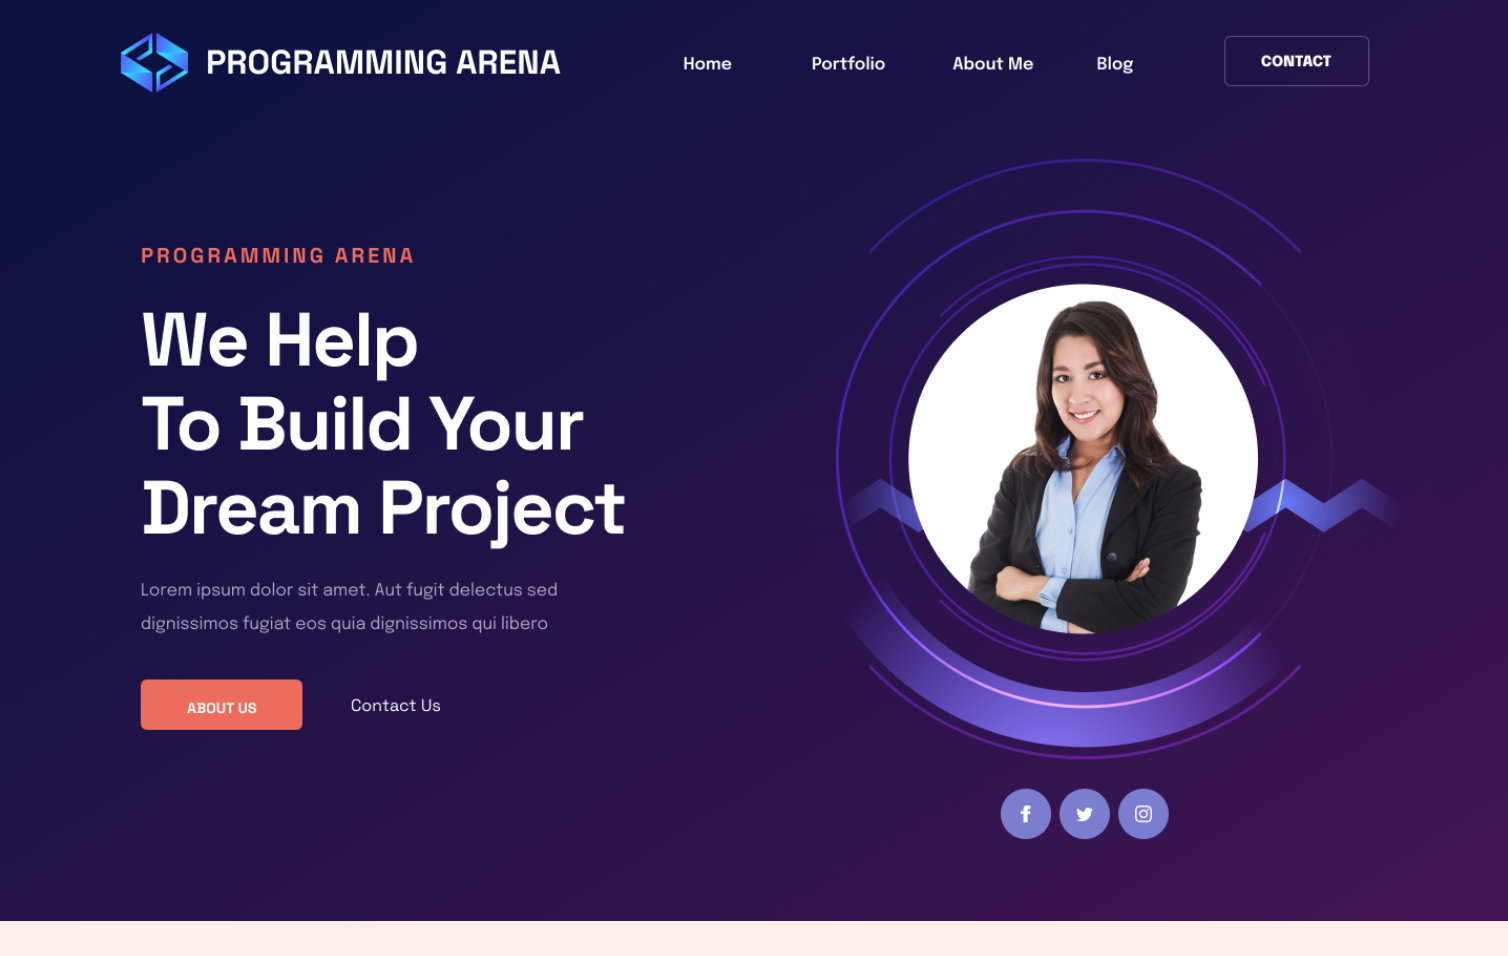 PROGRAMMING ARENA
Home
Portfolio
About Me
Blog
CONTACT
PROGRAMMING ARENA
We Help
To Build Your
Dream Project
Lorem ipsum dolor sit amet. Aut fugit delectus sed
dignissimos fugiat eos quia dignissimos qui libero
ABOUT US
Contact Us